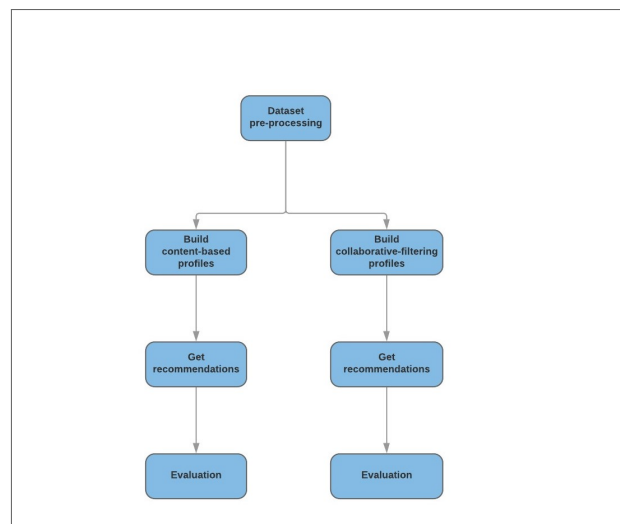 Dataset
pre-processing
Build
content-based
profiles
Build
collaborative-filtering
profiles
Get
recommendations
Get
recommendations
Evaluation
Evaluation